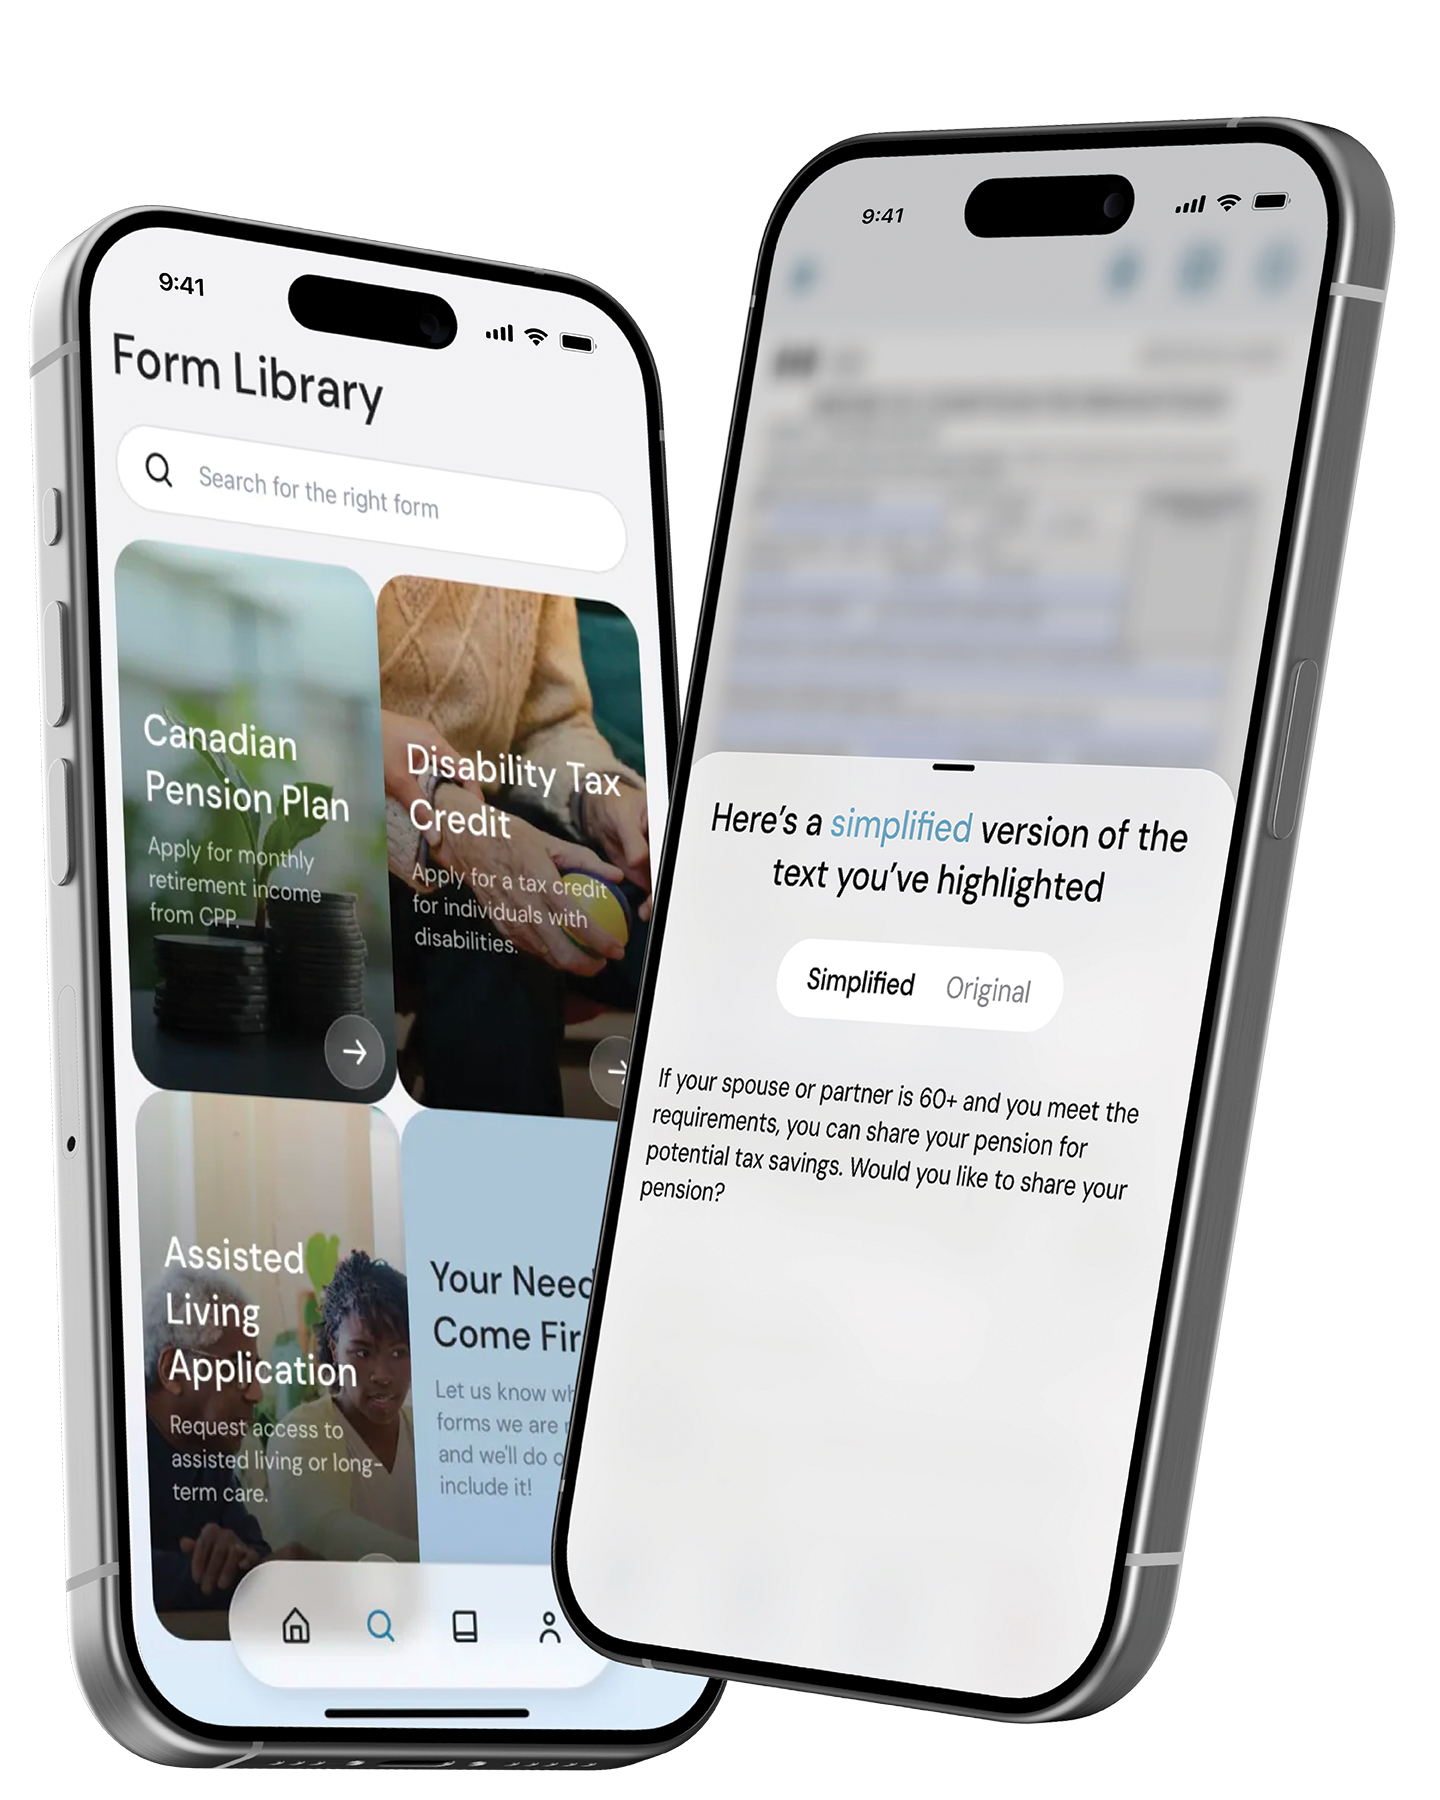 9:41
Form Library
Search for the right form
Canadian
Pension Plan
Apply for monthly
retirement income
from CPP.
Disability Tax
Credit
Apply for a tax credit
for individuals with
disabilities.
Assisted
Living
Application
Request access to
assisted living or long-
term care.
Your Need
Come Fir
Let us know wh
forms we are
and we'll do o
include it!
9:41
Here's a simplified version of the
text you've highlighted
Simplified Original
If your spouse or partner is 60+ and you meet the
requirements, you can share your pension for
potential tax savings. Would you like to share your
pension?